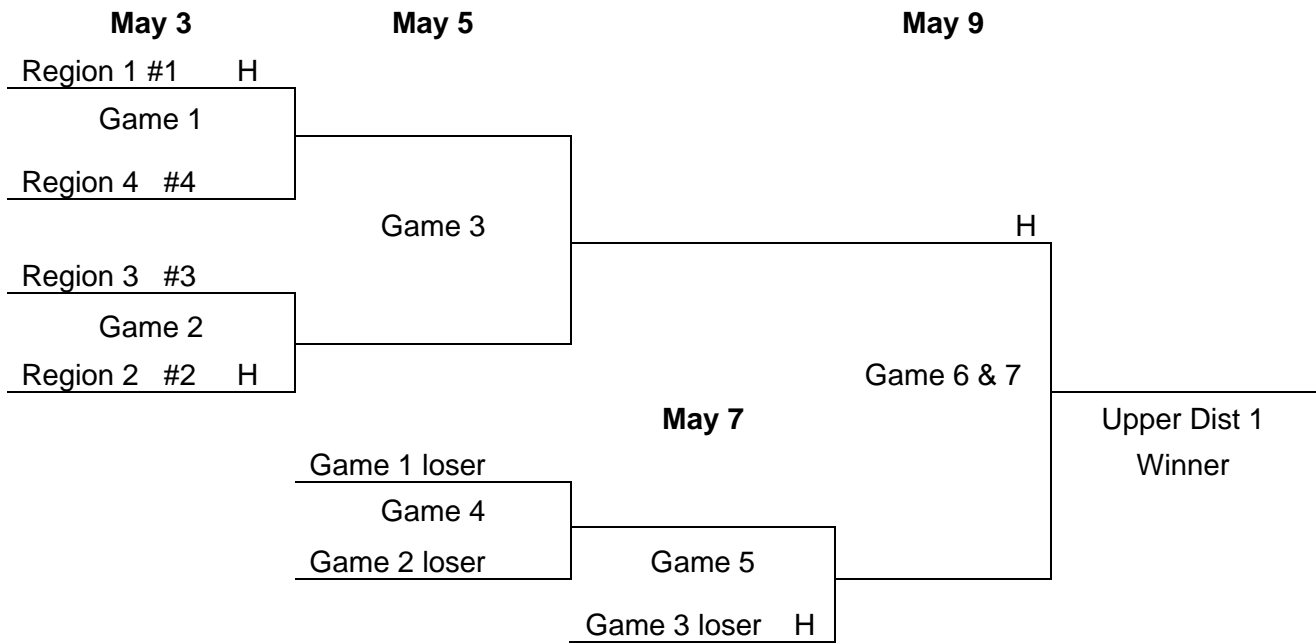 May 3 May 5 May 9
Region 1 #1 H
Game 1
Region 4 #4
Game 3 H
Region 3 #3
Game 2
Region 2 #2 H Game 6 & 7
May 7 Upper Dist 1
Game 1 loser Winner
Game 4
Game 2 loser Game 5
Game 3 loser H